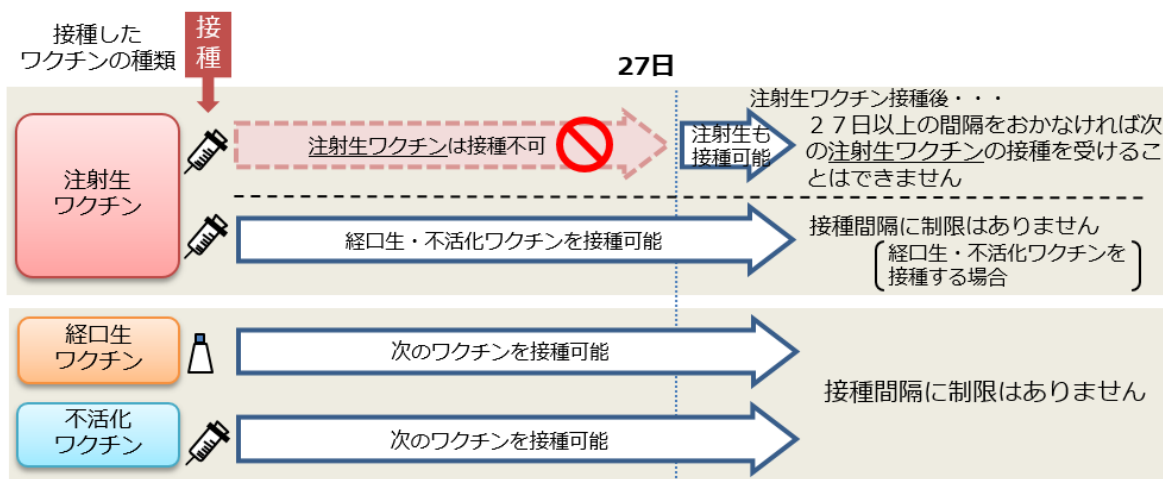 接種した
ワクチンの種類
接
種
27日
注射生
ワクチン
注射生ワクチンは接種不可
注射生も
接種可能
注射生ワクチン接種後・・・
２７日以上の間隔をおかなければ次
の注射生ワクチンの接種を受けるこ
とはできません
経口生・不活化ワクチンを接種可能
接種間隔に制限はありません
経口生・不活化ワクチンを
接種する場合
経口生
ワクチン
次のワクチンを接種可能
接種間隔に制限はありません
不活化
ワクチン
次のワクチンを接種可能